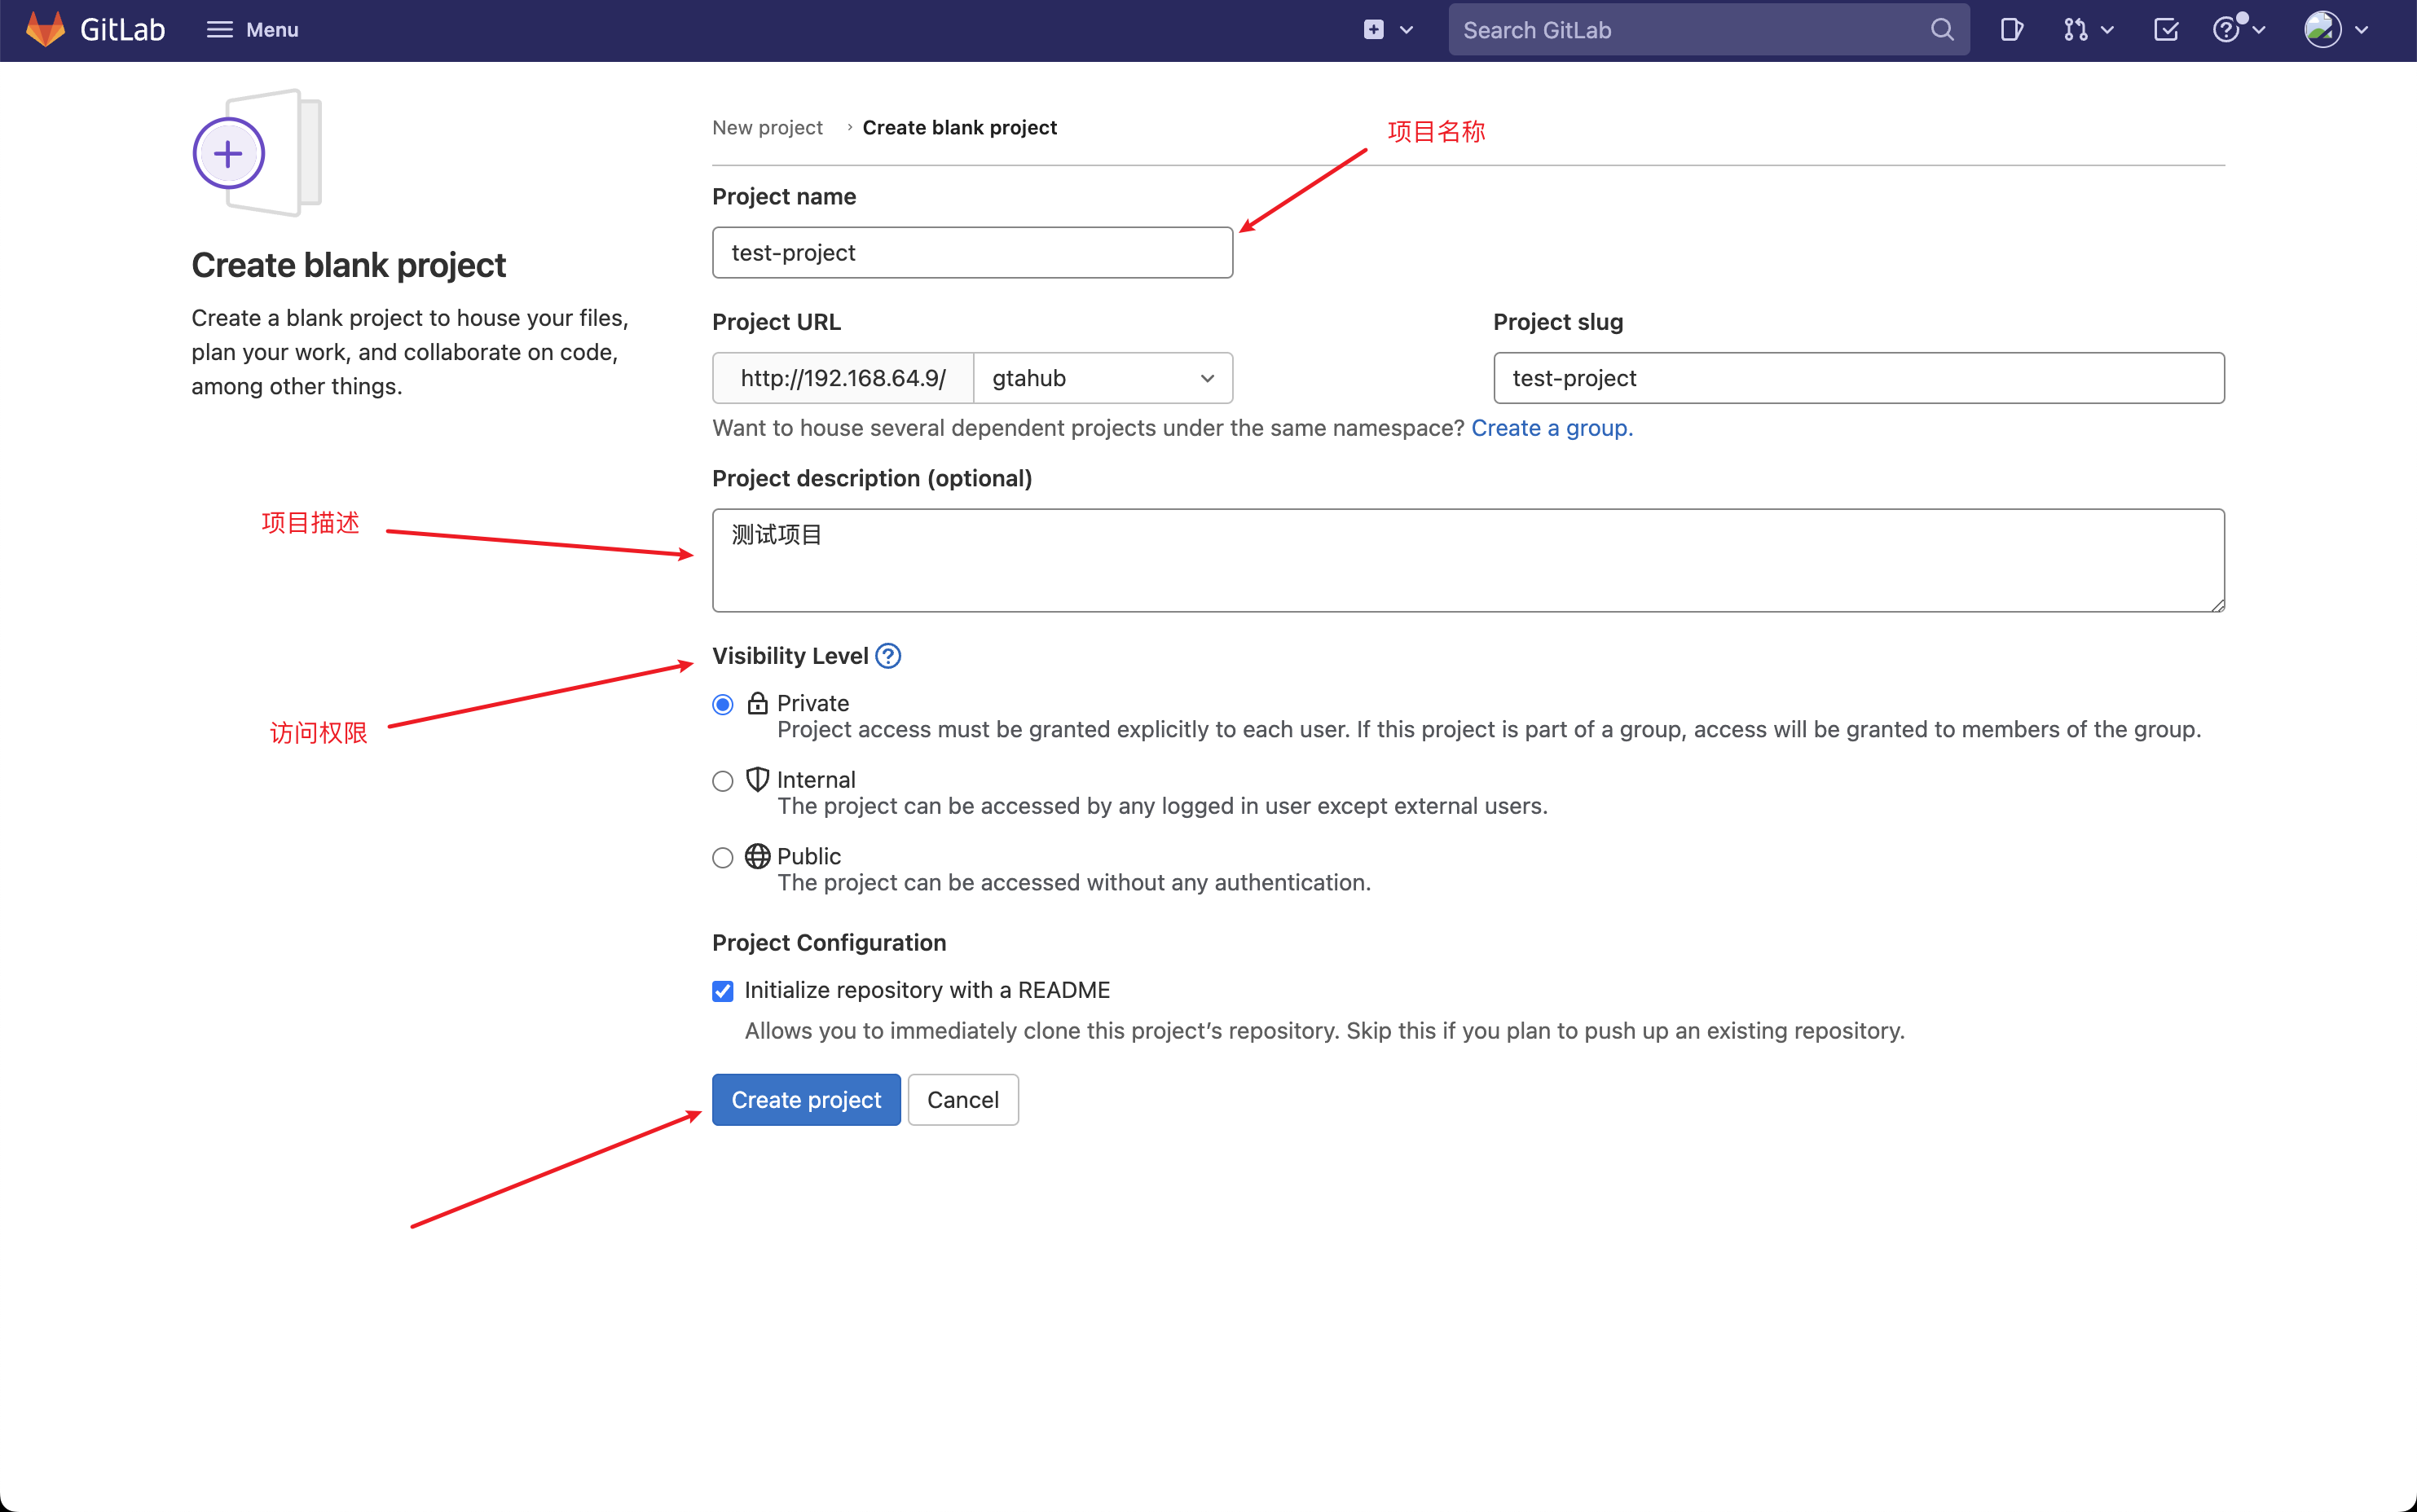 GitLab
Menu
Search GitLab
New project › Create blank project
项目名称
Project name
test-project
Create blank project
Create a blank project to house your files,
plan your work, and collaborate on code,
among other things.
Project URL
Project slug
http://192.168.64.9/
gtahub
test-project
Want to house several dependent projects under the same namespace? Create a group.
Project description (optional)
项目描述
测试项目
Visibility Level
访问权限
Private
Project access must be granted explicitly to each user. If this project is part of a group, access will be granted to members of the group.
Internal
The project can be accessed by any logged in user except external users.
Public
The project can be accessed without any authentication.
Project Configuration
Initialize repository with a README
Allows you to immediately clone this project’s repository. Skip this if you plan to push up an existing repository.
Create project
Cancel